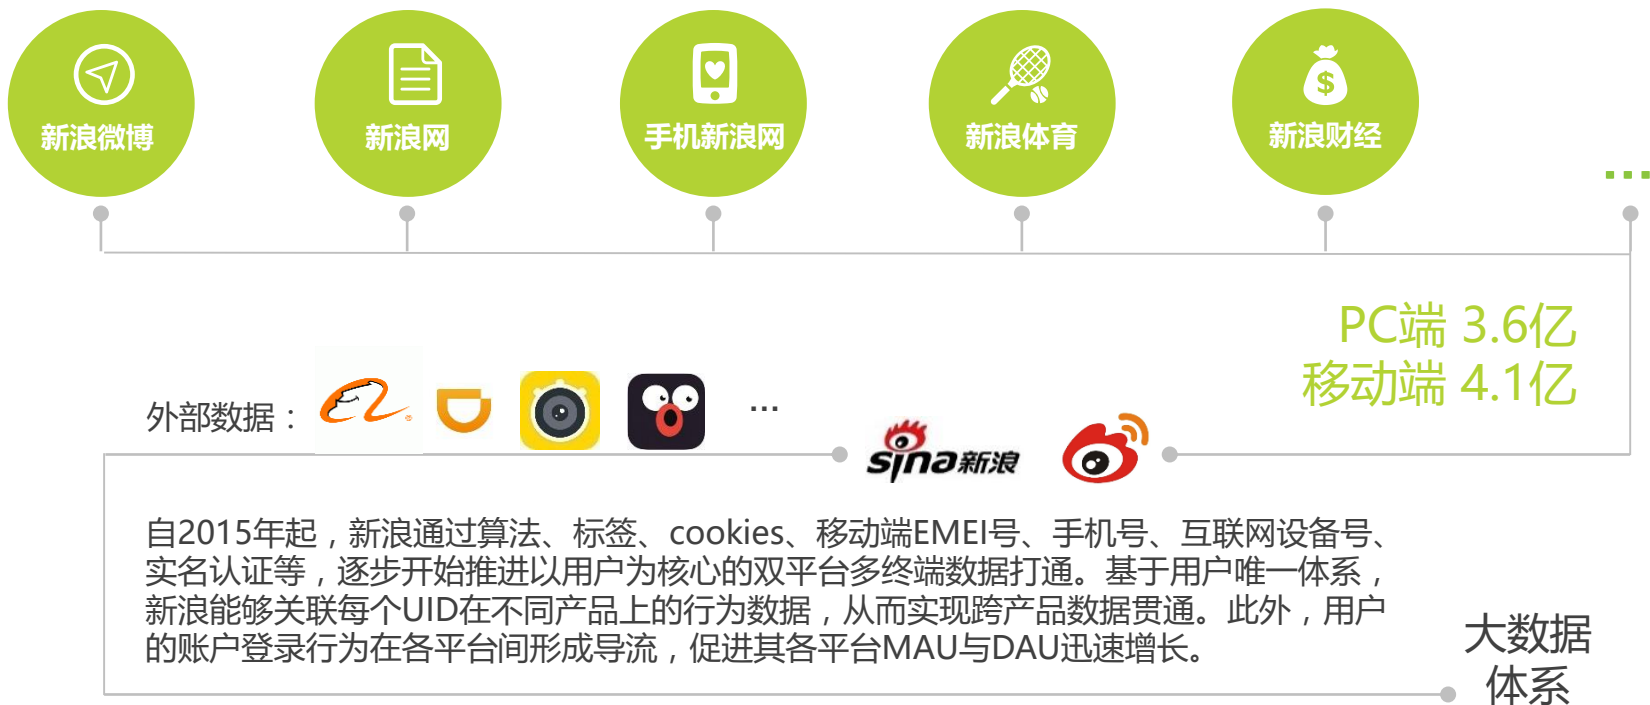 新浪微博
新浪网
手机新浪网
新浪体育
新浪财经
...
PC端 3.6亿
移动端 4.1亿
外部数据：
...
sina新浪
自2015年起，新浪通过算法、标签、cookies、移动端EMEI号、手机号、互联网设备号、
实名认证等，逐步开始推进以用户为核心的双平台多终端数据打通。基于用户唯一体系，
新浪能够关联每个UID在不同产品上的行为数据，从而实现跨产品数据贯通。此外，用户
的账户登录行为在各平台间形成导流，促进其各平台MAU与DAU迅速增长。
大数据
体系